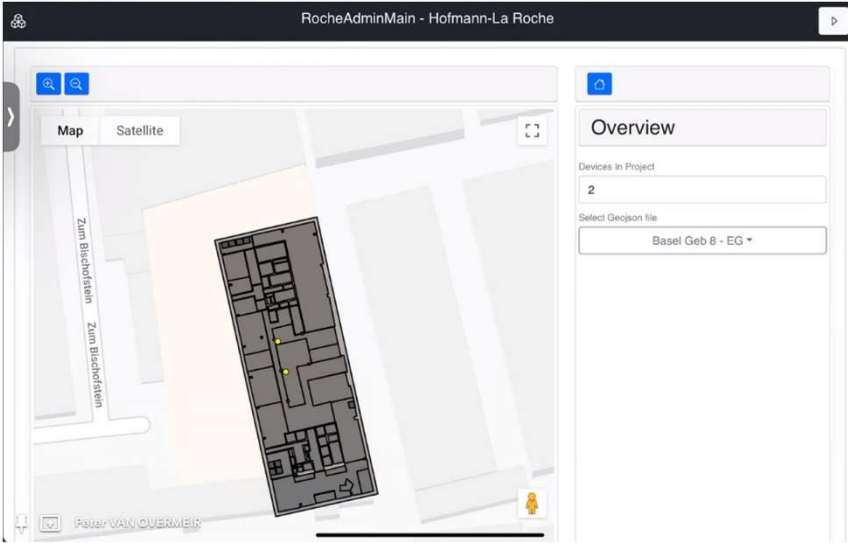 RocheAdminMain - Hofmann-La Roche
Map
Satellite
Zum Bischofstein
Zum Bischofstein
Peter VAN OVERMEIR
Overview
Devices In Project
2
Select Geojson file
Basel Geb 8 - EG